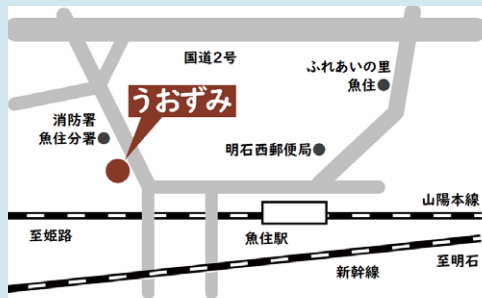 国道2号
ふれあいの里
魚住
うおずみ
消防署
魚住分署
明石西郵便局
山陽本線
至姫路
魚住駅
新幹線
至明石